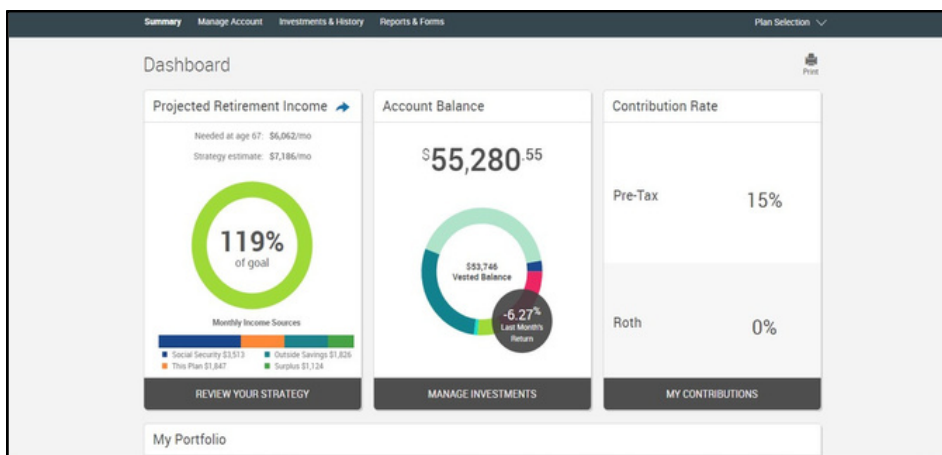 Summary Manage Account Investments & History Reports & Forms Plan Selection
Dashboard
Print
Projected Retirement Income
Needed at age 67: $6,062/mo
Strategy estimate: $7,186/mo
119%
of goal
Monthly Income Sources
Social Security $3,513 Outside Savings $1,826
This Plan $1,847 Surplus $1,124
REVIEW YOUR STRATEGY
Account Balance
$55,280.55
$53,746
Vested Balance
-6.27%
Last Month's
Return
MANAGE INVESTMENTS
Contribution Rate
Pre-Tax 15%
Roth 0%
MY CONTRIBUTIONS
My Portfolio